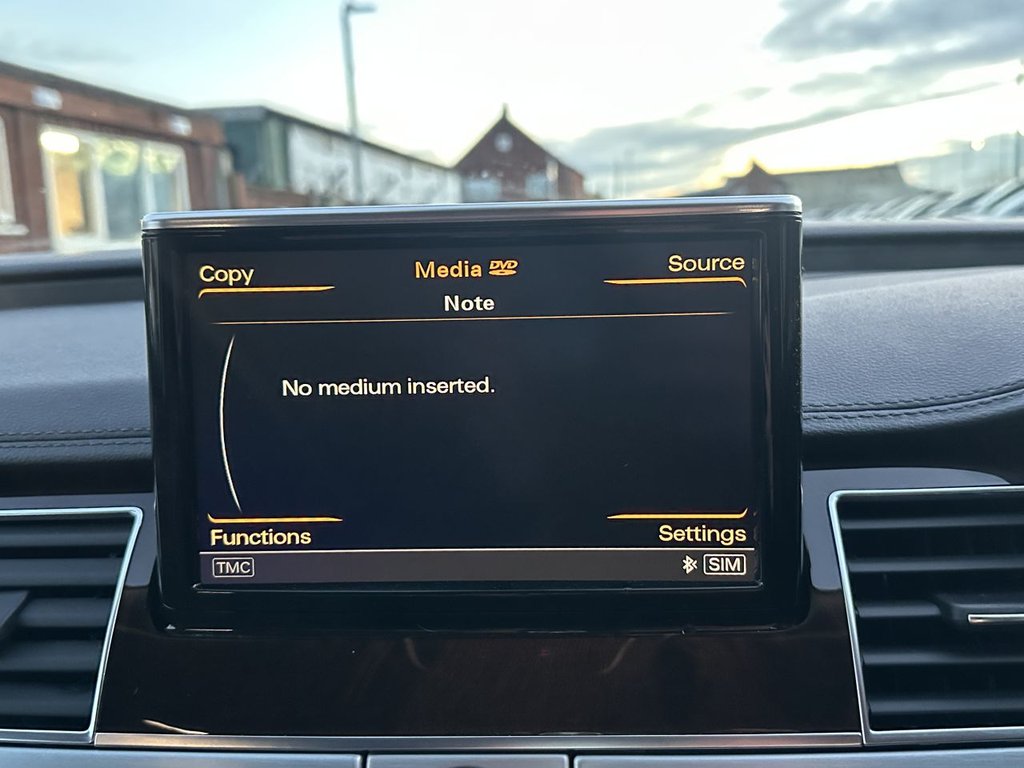 Copy
Media DVD
Source
Note
No medium inserted.
Functions
Settings
TMC
SIM